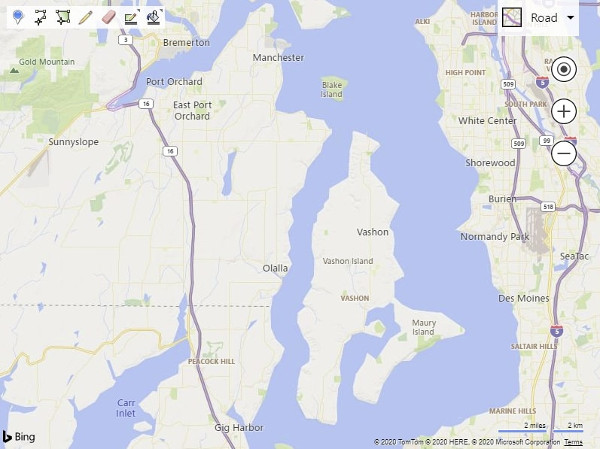 ALKI
HARBOR
ISLAND
Road
3
Bremerton
Manchester
Gold Mountain
HIGH POINT
5
Port Orchard
Blake
Island
509
16
East Port
Orchard
SOUTH PARK
White Center
Sunnyslope
99
16
509
Shorewood
Burien
518
Vashon
Normandy Park
SeaTac
Vashon Island
Olalla
VASHON
Des Moines
Maury
Island
5
SALTAIR HILLS
PEACOCK HILL
Carr
Inlet
MARINE HILLS
Gig Harbor
2 miles
2 km
Bing
© 2020 TomTom © 2020 HERE, © 2020 Microsoft Corporation Terms